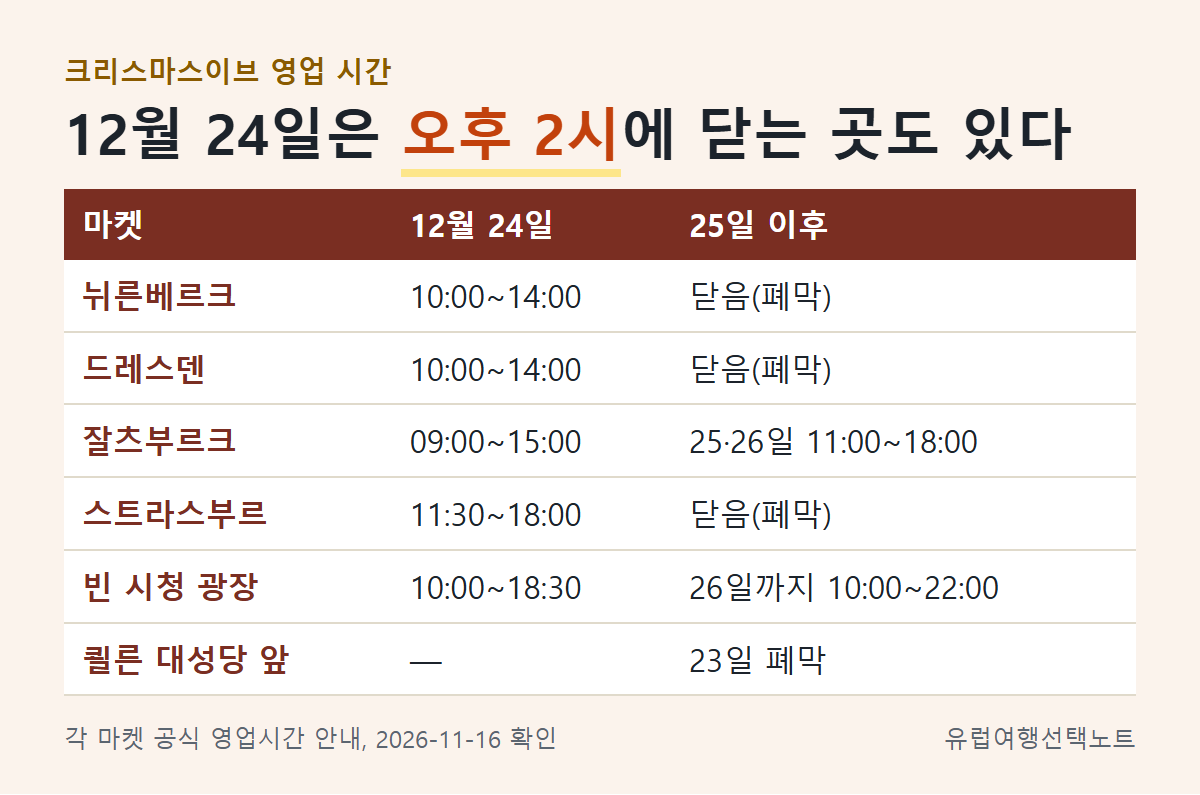 크리스마스이브 영업 시간
12월 24일은 오후 2시에 닫는 곳도 있다
마켓 12월 24일 25일 이후
뉘른베르크 10:00~14:00 닫음(폐막)
드레스덴 10:00~14:00 닫음(폐막)
잘츠부르크 09:00~15:00 25·26일 11:00~18:00
스트라스부르 11:30~18:00 닫음(폐막)
빈 시청 광장 10:00~18:30 26일까지 10:00~22:00
쾰른 대성당 앞 — 23일 폐막
각 마켓 공식 영업시간 안내, 2026-11-16 확인 유럽여행선택노트